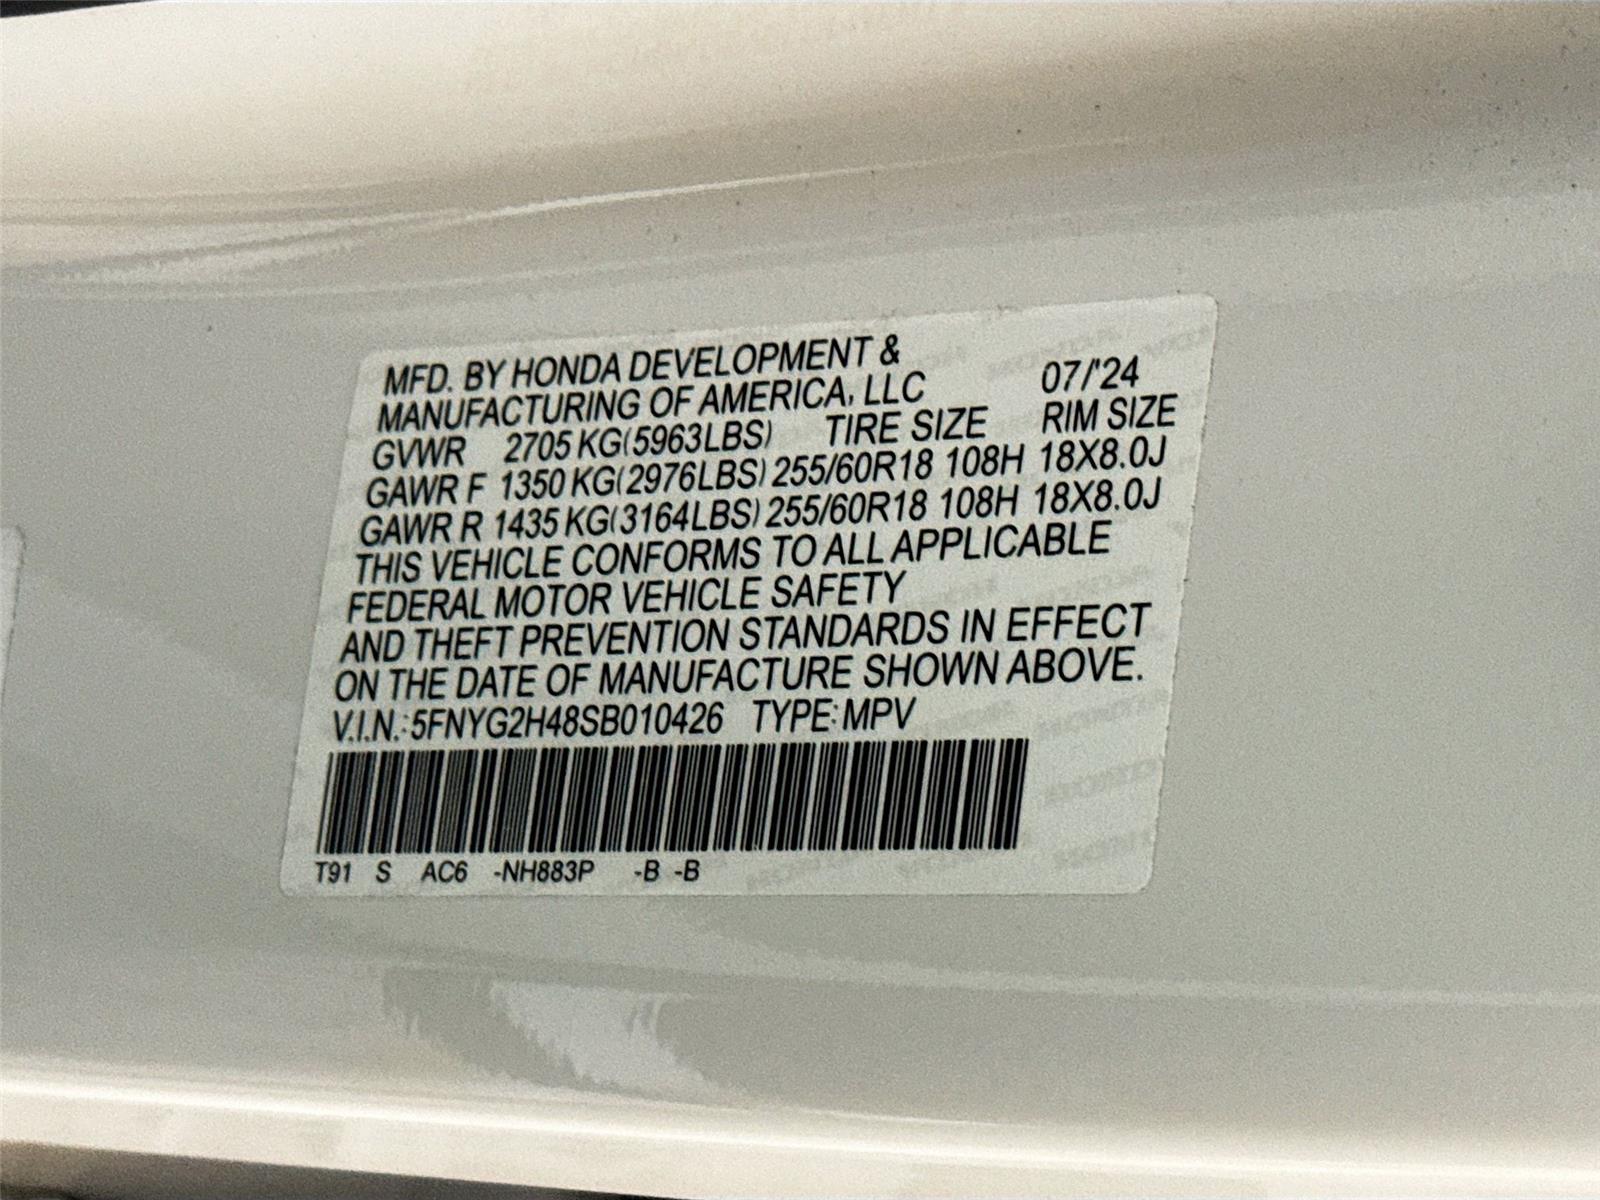 MFD. BY HONDA DEVELOPMENT &
MANUFACTURING OF AMERICA, LLC 07/'24
GVWR 2705 KG(5963LBS) TIRE SIZE RIM SIZE
GAWR F 1350 KG(2976LBS) 255/60R18 108H 18X8.0J
GAWR R 1435 KG(3164LBS) 255/60R18 108H 18X8.0J
THIS VEHICLE CONFORMS TO ALL APPLICABLE
FEDERAL MOTOR VEHICLE SAFETY
AND THEFT PREVENTION STANDARDS IN EFFECT
ON THE DATE OF MANUFACTURE SHOWN ABOVE.
V.I.N.:5FNYG2H48SB010426 TYPE:MPV
T91 S AC6 -NH883P -B -B